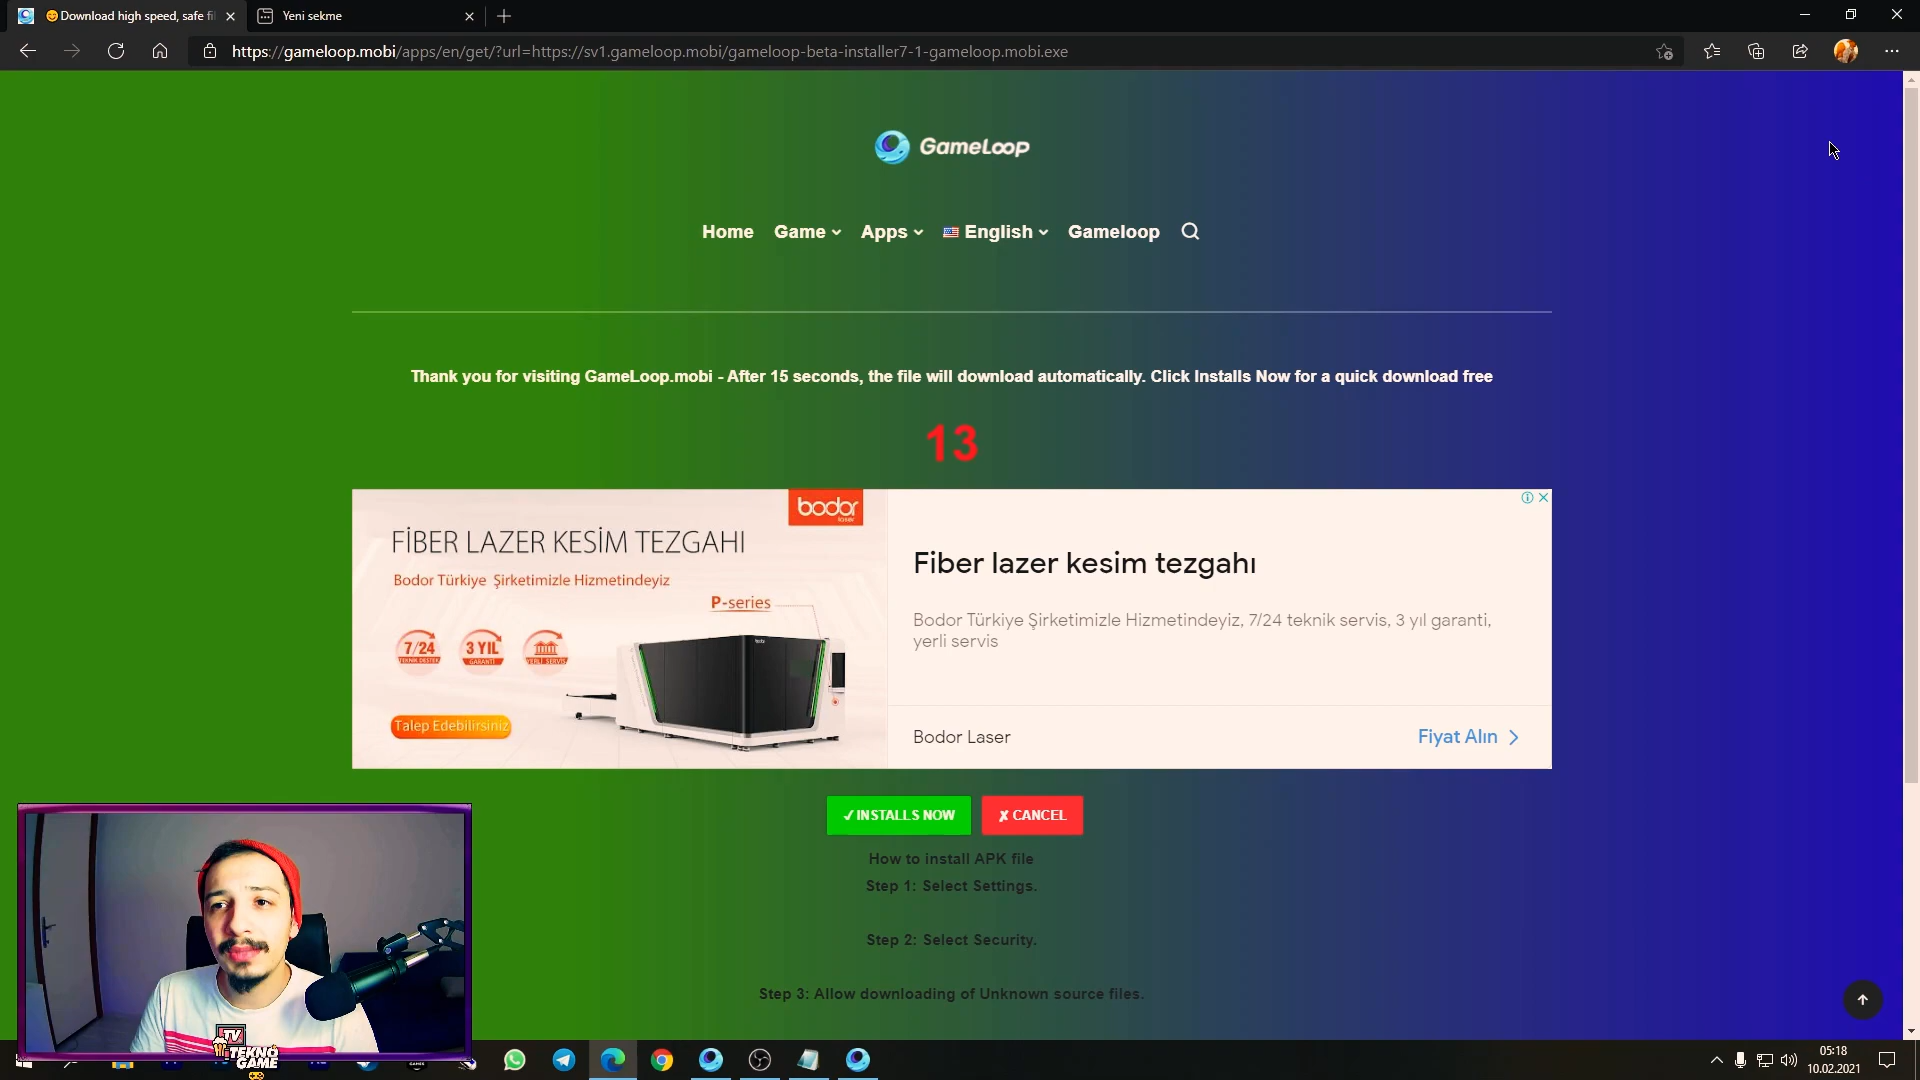 Download high speed, safe fil
Yeni sekme
https://gameloop.mobi/apps/en/get/?url=https://sv1.gameloop.mobi/gameloop-beta-installer7-1-gameloop.mobi.exe
GameLoop
Home Game Apps English Gameloop
Thank you for visiting GameLoop.mobi - After 15 seconds, the file will download automatically. Click Installs Now for a quick download free
13
bodor
laser
FİBER LAZER KESİM TEZGAHI
Bodor Türkiye Şirketimizle Hizmetindeyiz
P-series
7/24
TEKNİK DESTEK
3 YIL
GARANTİ
YERLİ SERVİS
Talep Edebilirsiniz
Fiber lazer kesim tezgahı
Bodor Türkiye Şirketimizle Hizmetindeyiz, 7/24 teknik servis, 3 yıl garanti,
yerli servis
Bodor Laser
Fiyat Alın
✓INSTALLS NOW
✗ CANCEL
How to install APK file
Step 1: Select Settings.
Step 2: Select Security.
Step 3: Allow downloading of Unknown source files.
TV
TEKNO
GAME
05:18
10.02.2021